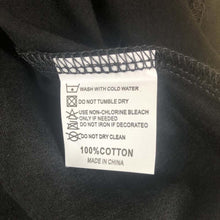 WASH WITH COLD WATER
DO NOT TUMBLE DRY
USE NON-CHLORINE BLEACH
ONLY IF NEEDED
DO NOT IRON IF DECORATED
DO NOT DRY CLEAN
100%COTTON
MADE IN CHINA